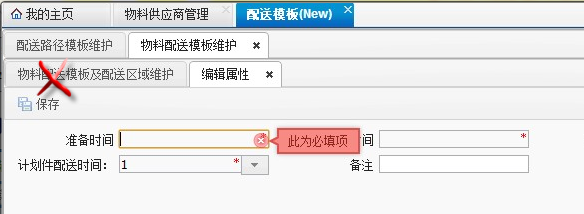 我的主页 物料供应商管理 配送模板(New)
配送路径模板维护 物料配送模板维护
物料配送模板及配送区域维护 编辑属性
保存
准备时间 * 此为必填项 间 *
计划件配送时间: 1 * 备注